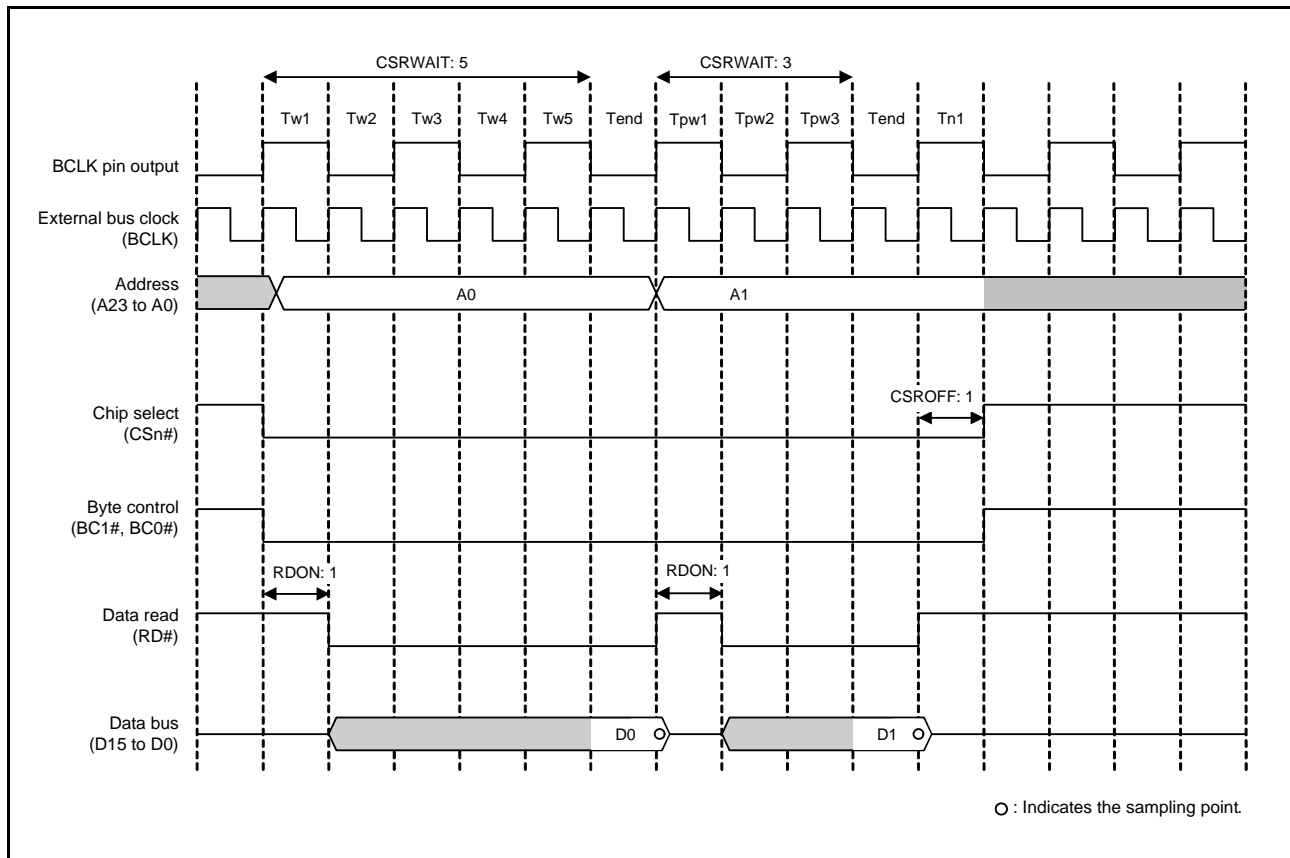 CSRWAIT: 5
CSRWAIT: 3
Tw1 Tw2 Tw3 Tw4 Tw5 Tend Tpw1 Tpw2 Tpw3 Tend Tn1
BCLK pin output
External bus clock
(BCLK)
Address
(A23 to A0)
A0
A1
Chip select
(CSn#)
CSROFF: 1
Byte control
(BC1#, BC0#)
RDON: 1
RDON: 1
Data read
(RD#)
Data bus
(D15 to D0)
D0
D1
: Indicates the sampling point.